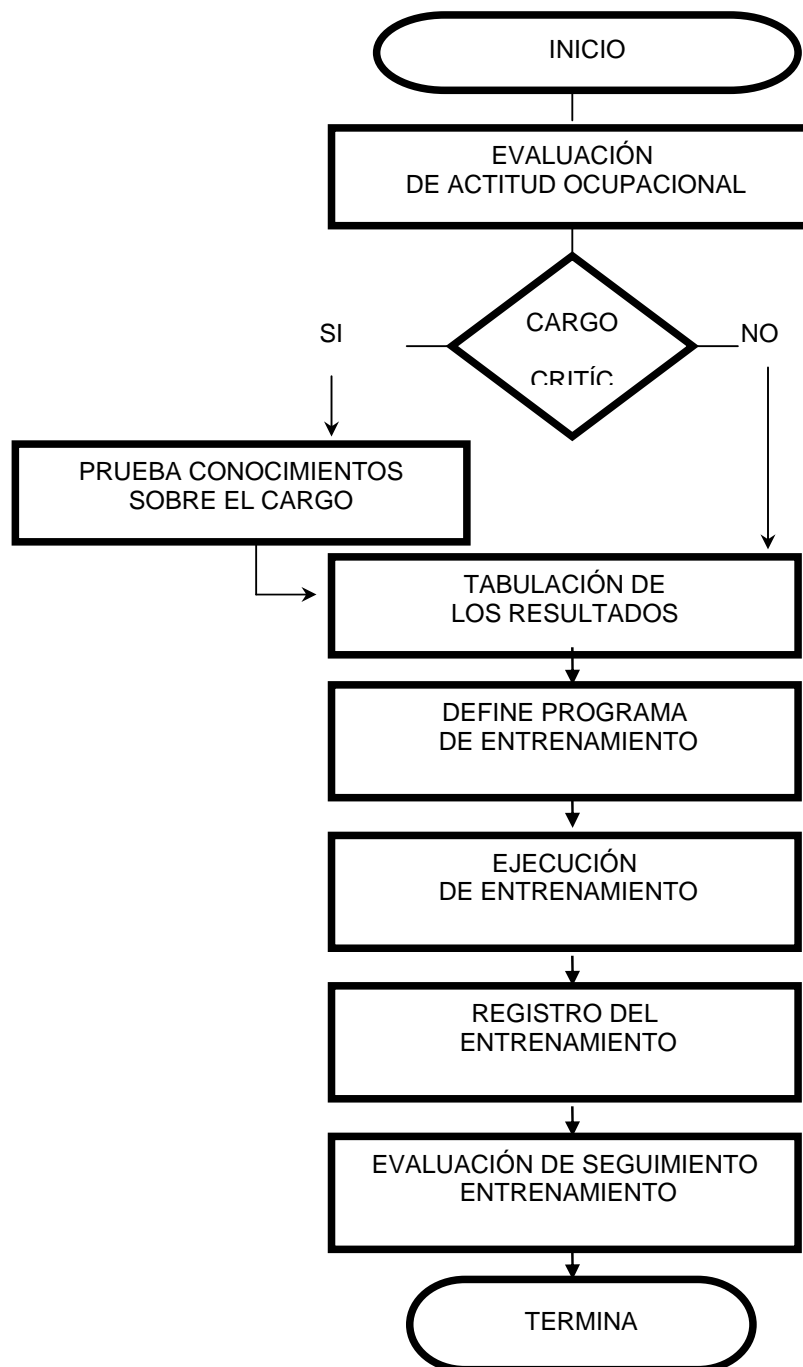 INICIO
EVALUACIÓN
DE ACTITUD OCUPACIONAL
CARGO
CRITÍC
SI
NO
PRUEBA CONOCIMIENTOS
SOBRE EL CARGO
TABULACIÓN DE
LOS RESULTADOS
DEFINE PROGRAMA
DE ENTRENAMIENTO
EJECUCIÓN
DE ENTRENAMIENTO
REGISTRO DEL
ENTRENAMIENTO
EVALUACIÓN DE SEGUIMIENTO
ENTRENAMIENTO
TERMINA